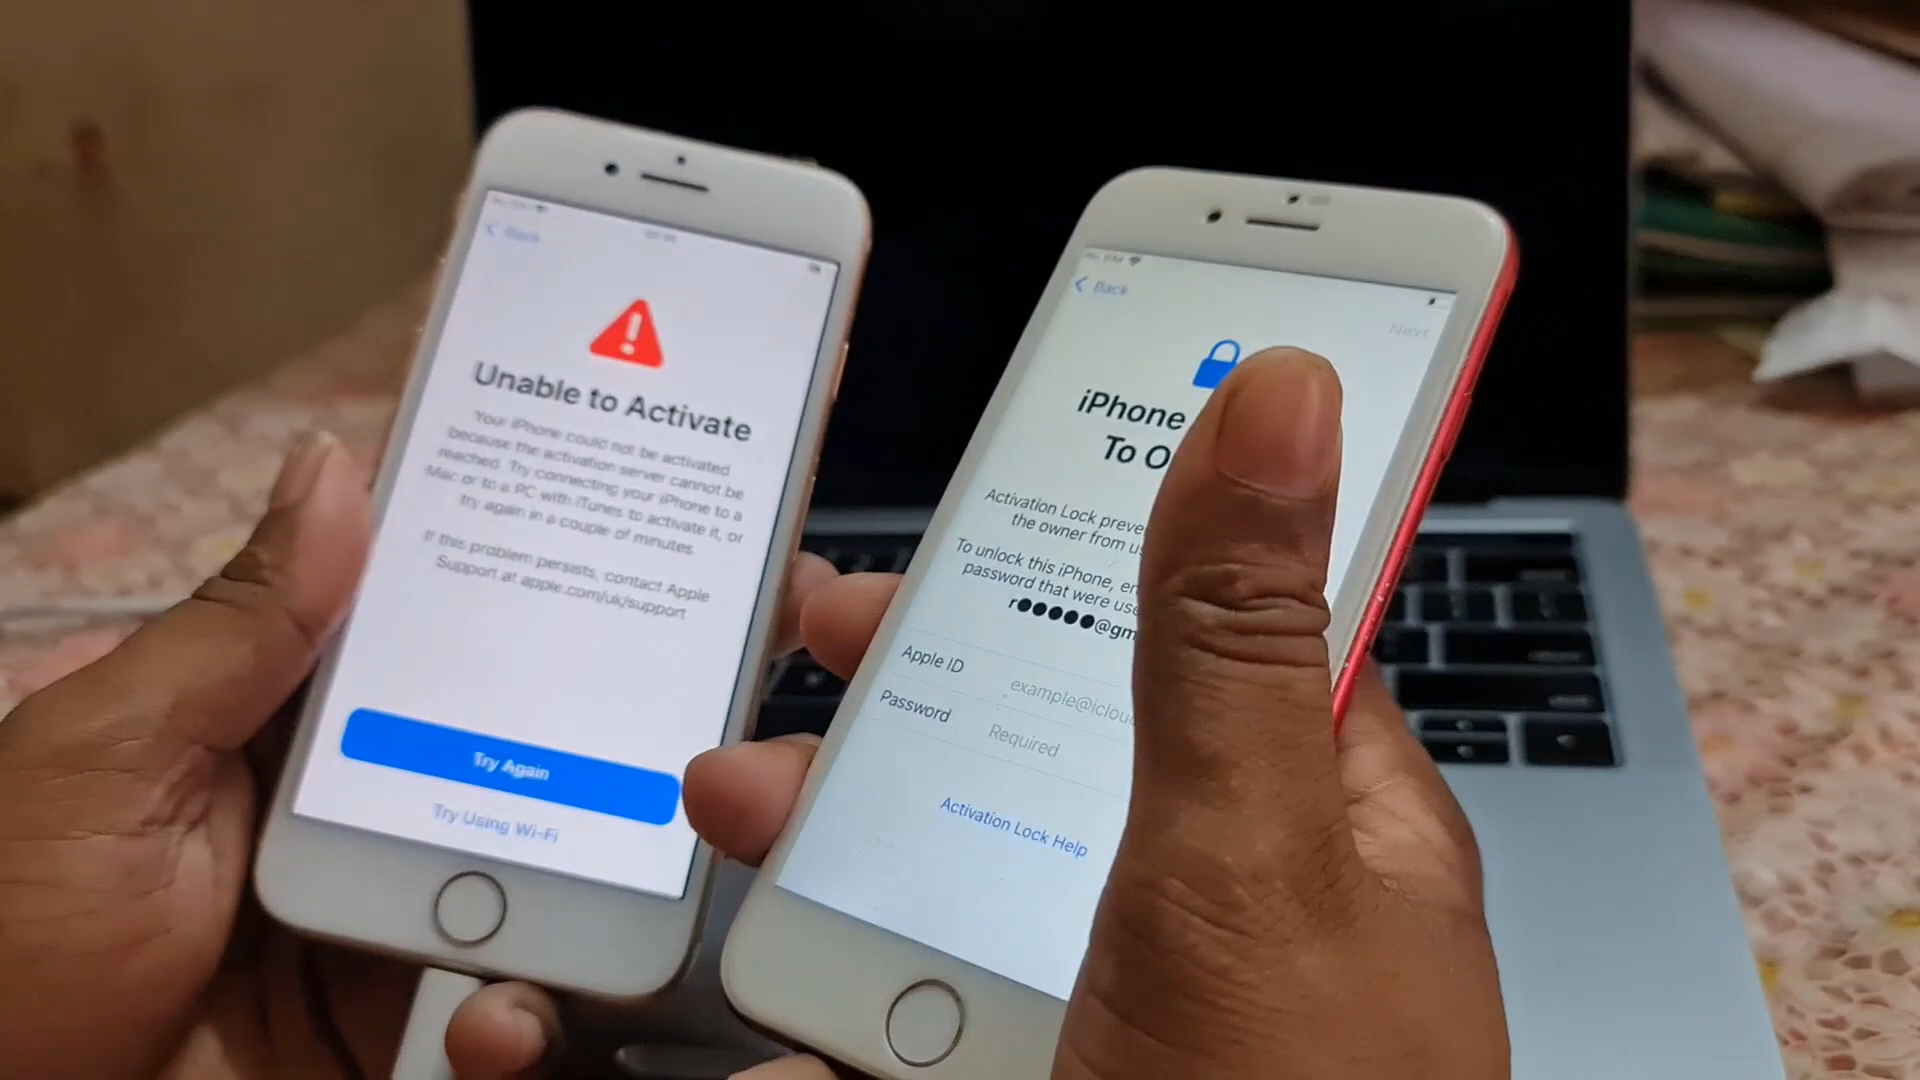 Back
Unable to Activate
Your iPhone could not be activated
because the activation server cannot be
reached. Try connecting your iPhone to a
Mac or to a PC with iTunes to activate it, or
try again in a couple of minutes.
If this problem persists, contact Apple
Support at apple.com/uk/support
Try Again
Try Using Wi-Fi
No SIM
Back
Next
iPhone
To O
Activation Lock preve
the owner from us
To unlock this iPhone, en
password that were use
r●●●●●@gm
Apple ID
example@iclou
Password
Required
Activation Lock Help